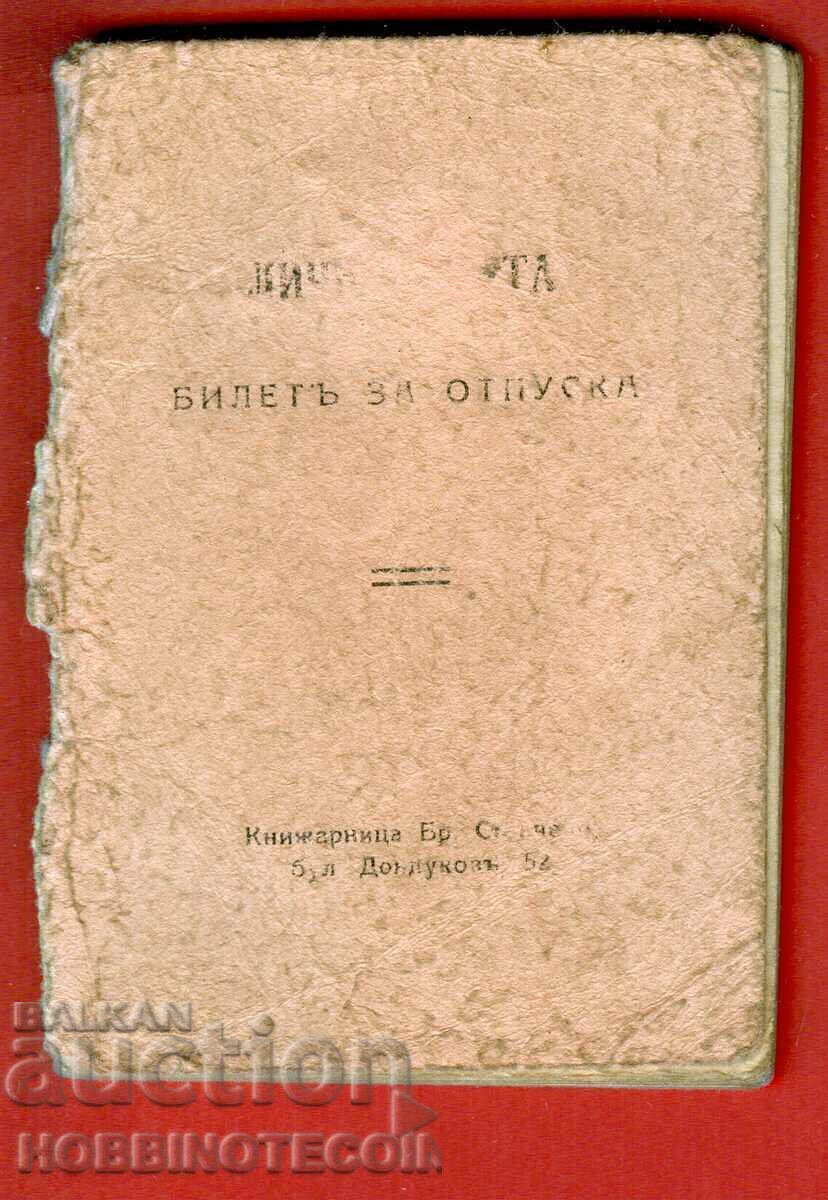 БИЛЕТЪ ЗА ОТПУСКА
Книжарница Бр.
бул Дондуковъ 52
BALKAN
auction
HOBBINOTECOIN